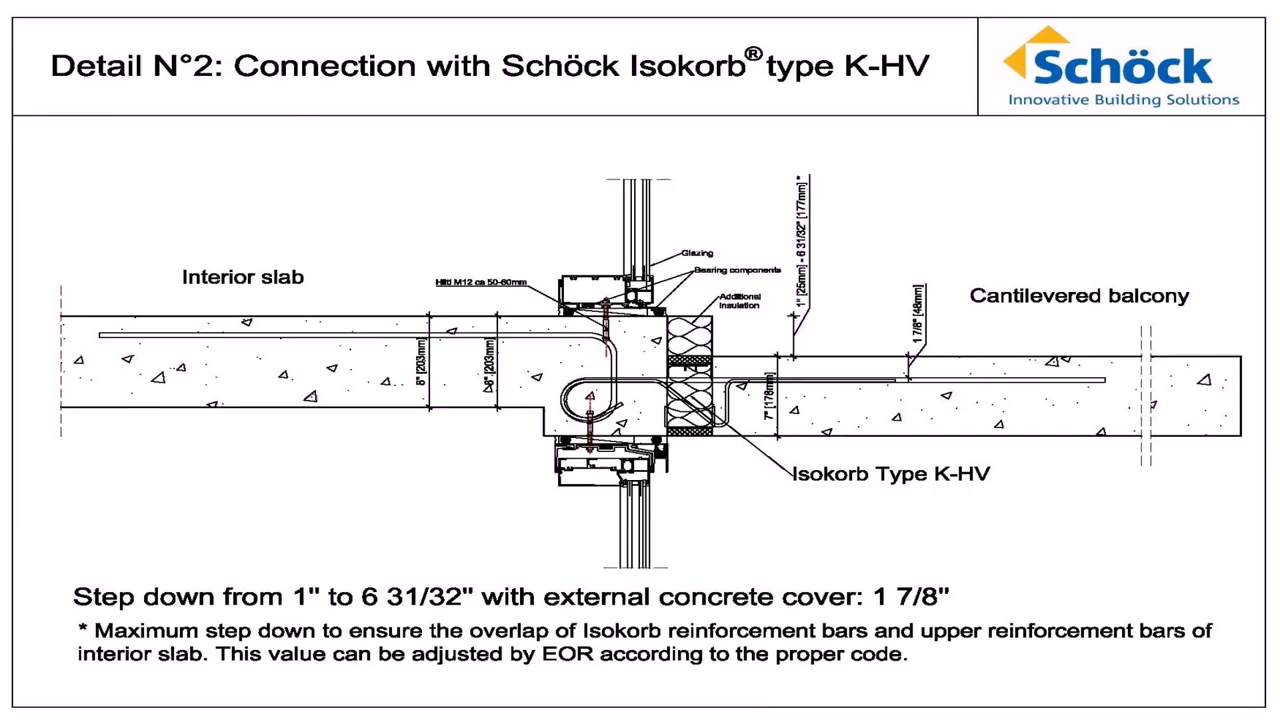 Detail N°2: Connection with Schöck Isokorb® type K-HV
Schöck
Innovative Building Solutions
1" [25mm] - 6 31/32" [177mm] *
Glazing
Bearing components
Interior slab
Hilti M12 ca 50-60mm
Additional
insulation
1 7/8" [48mm]
Cantilevered balcony
8" [203mm]
8" [203mm]
7" [178mm]
Isokorb Type K-HV
Step down from 1" to 6 31/32" with external concrete cover: 1 7/8"
* Maximum step down to ensure the overlap of Isokorb reinforcement bars and upper reinforcement bars of
interior slab. This value can be adjusted by EOR according to the proper code.